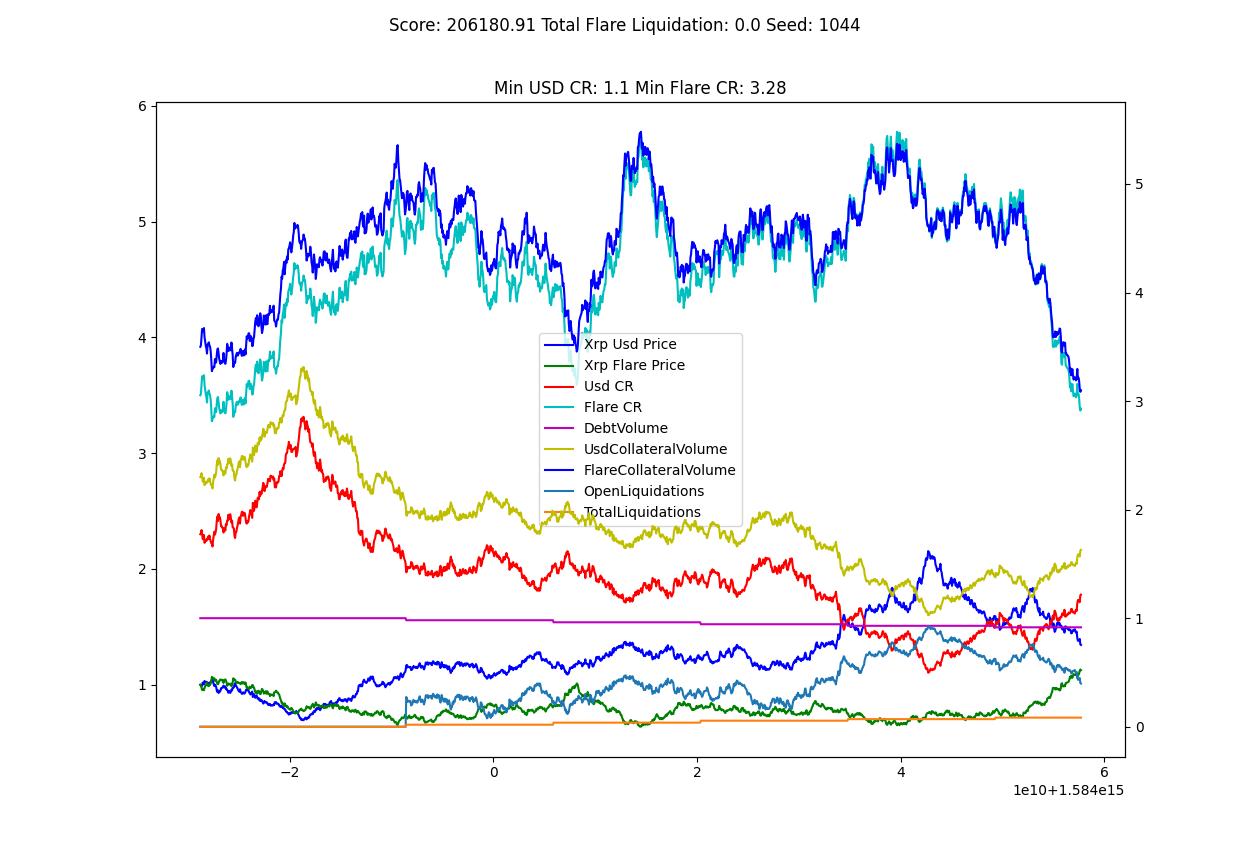 Score: 206180.91 Total Flare Liquidation: 0.0 Seed: 1044
Min USD CR: 1.1 Min Flare CR: 3.28
6
5
4
3
2
1
5
4
3
2
1
0
Xrp Usd Price
Xrp Flare Price
Usd CR
Flare CR
DebtVolume
UsdCollateralVolume
FlareCollateralVolume
OpenLiquidations
TotalLiquidations
−2 0 2 4 6
1e10+1.584e15